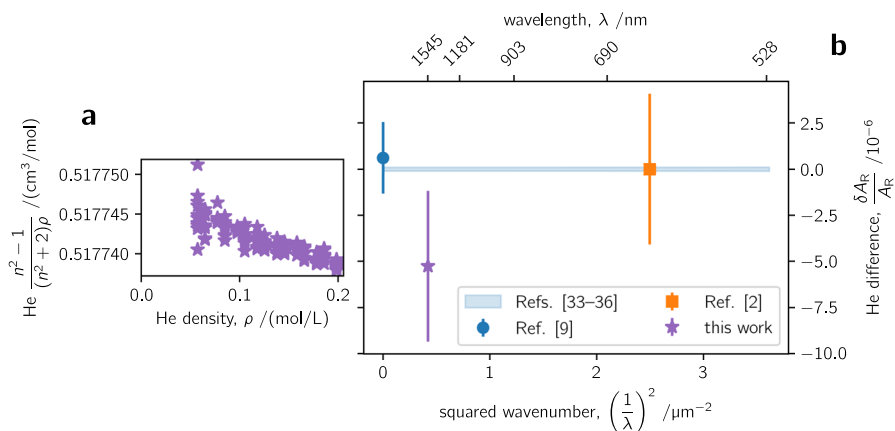 a
He n² − 1 / (n² + 2)ρ /(cm³/mol)
0.517750
0.517745
0.517740
0.0
0.1
0.2
He density, ρ /(mol/L)
wavelength, λ /nm
b
1545
1181
903
690
528
2.5
0.0
−2.5
−5.0
−7.5
−10.0
He difference, δA_R / A_R /10⁻⁶
Refs. [33–36]
Ref. [9]
Ref. [2]
this work
0
1
2
3
squared wavenumber, (1/λ)² /μm⁻²